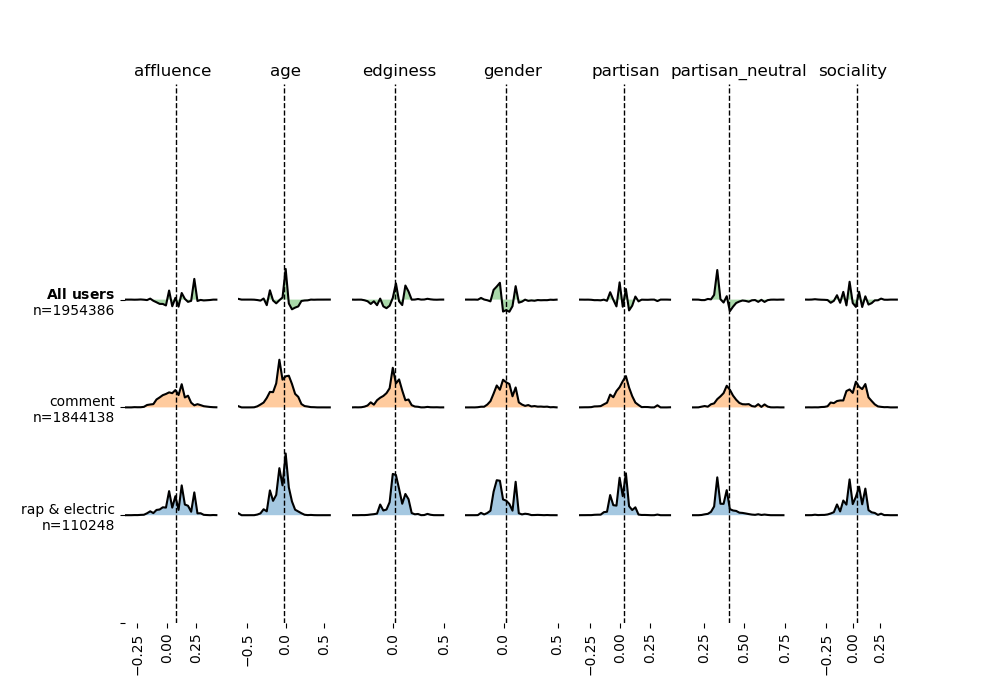 affluence age edginess gender partisan partisan_neutral sociality
All users
n=1954386
comment
n=1844138
rap & electric
n=110248
−0.25 0.00 0.25 −0.5 0.0 0.5 0.0 0.5 0.0 0.5 −0.25 0.00 0.25 0.25 0.50 0.75 −0.25 0.00 0.25